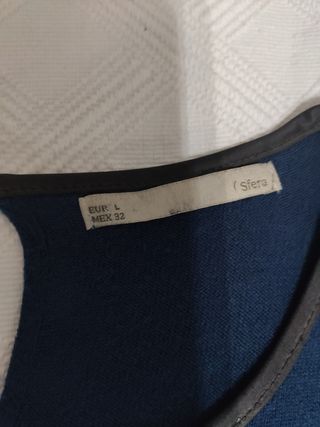 EUR L
MEX 32
( Sfera